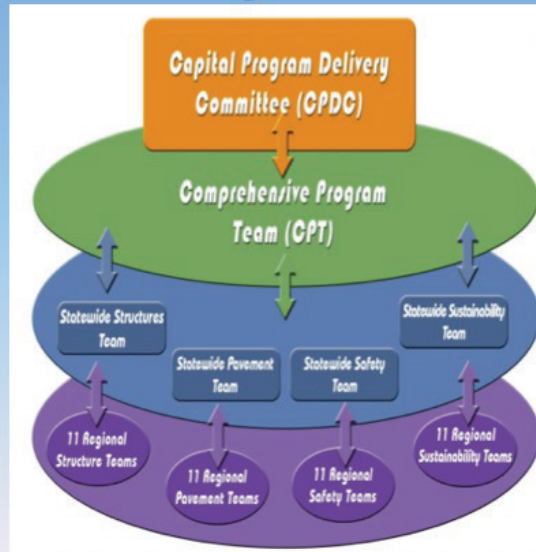 Capital Program Delivery
Committee (CPDC)
Comprehensive Program
Team (CPT)
Statewide Structures
Team
Statewide Pavement
Team
Statewide Safety
Team
Statewide Sustainability
Team
11 Regional
Structure Teams
11 Regional
Pavement Teams
11 Regional
Safety Teams
11 Regional
Sustainability Teams